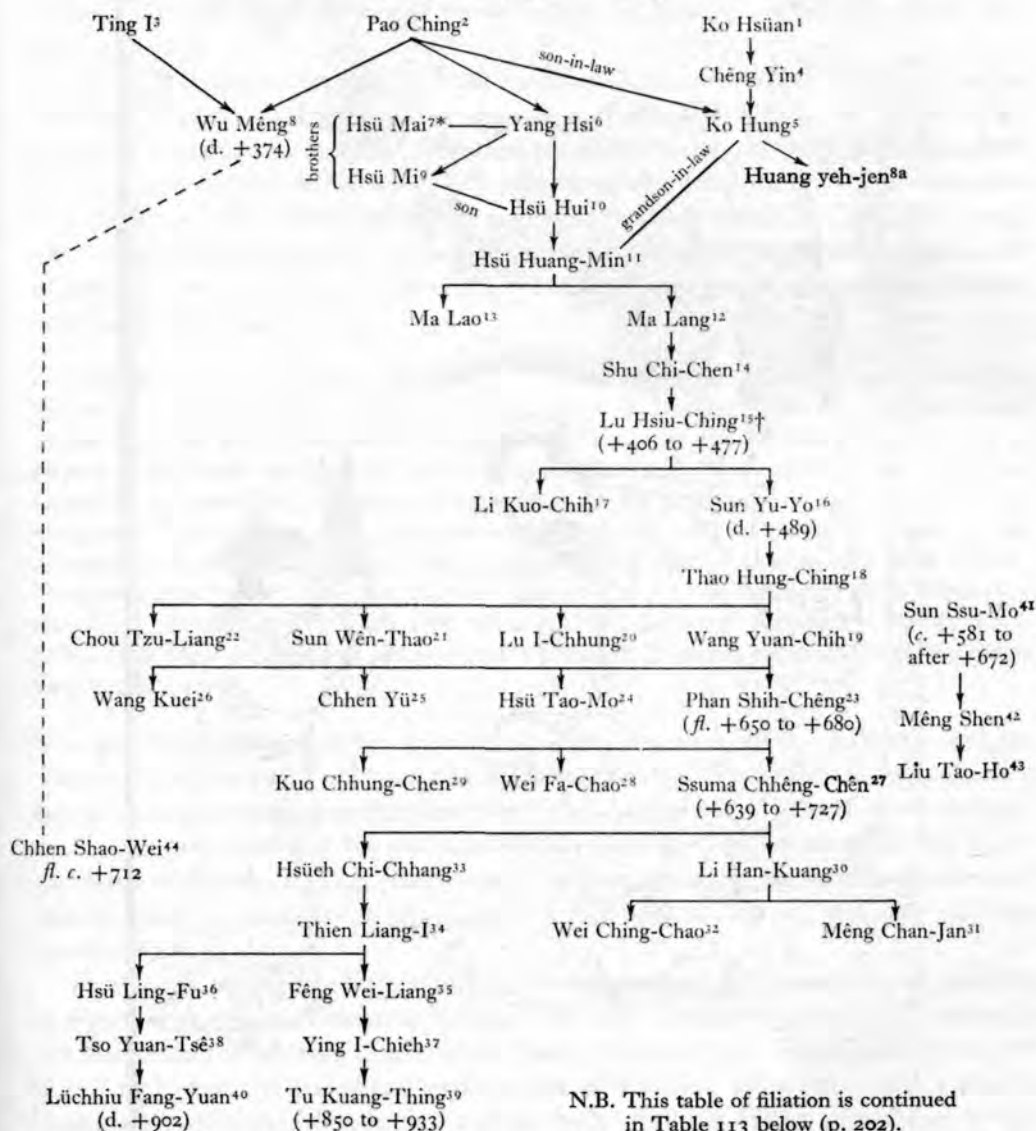 Ting I³ Pao Ching² Ko Hsüan¹
son-in-law
Chêng Yin⁴
Wu Mêng⁸ Hsü Mai⁷* Yang Hsi⁶ Ko Hung⁵
(d. +374)
brothers
Hsü Mi⁹ Huang yeh-jen⁸ᵃ
son
grandson-in-law
Hsü Hui¹⁰
Hsü Huang-Min¹¹
Ma Lao¹³ Ma Lang¹²
Shu Chi-Chen¹⁴
Lu Hsiu-Ching¹⁵†
(+406 to +477)
Li Kuo-Chih¹⁷ Sun Yu-Yo¹⁶
(d. +489)
Thao Hung-Ching¹⁸
Sun Ssu-Mo⁴¹
(c. +581 to
after +672)
Chou Tzu-Liang²² Sun Wên-Thao²¹ Lu I-Chhung²⁰ Wang Yuan-Chih¹⁹
Wang Kuei²⁶ Chhen Yü²⁵ Hsü Tao-Mo²⁴ Phan Shih-Chêng²³
(fl. +650 to +680)
Mêng Shen⁴²
Liu Tao-Ho⁴³
Kuo Chhung-Chen²⁹ Wei Fa-Chao²⁸ Ssuma Chhêng-Chên²⁷
(+639 to +727)
Chhen Shao-Wei⁴⁴
fl. c. +712
Hsüeh Chi-Chhang³³ Li Han-Kuang³⁰
Thien Liang-I³⁴ Wei Ching-Chao³² Mêng Chan-Jan³¹
Hsü Ling-Fu³⁶ Fêng Wei-Liang³⁵
Tso Yuan-Tsê³⁸ Ying I-Chieh³⁷
Lüchhiu Fang-Yuan⁴⁰ Tu Kuang-Thing³⁹
(d. +902) (+850 to +933)
N.B. This table of filiation is continued
in Table 113 below (p. 202).